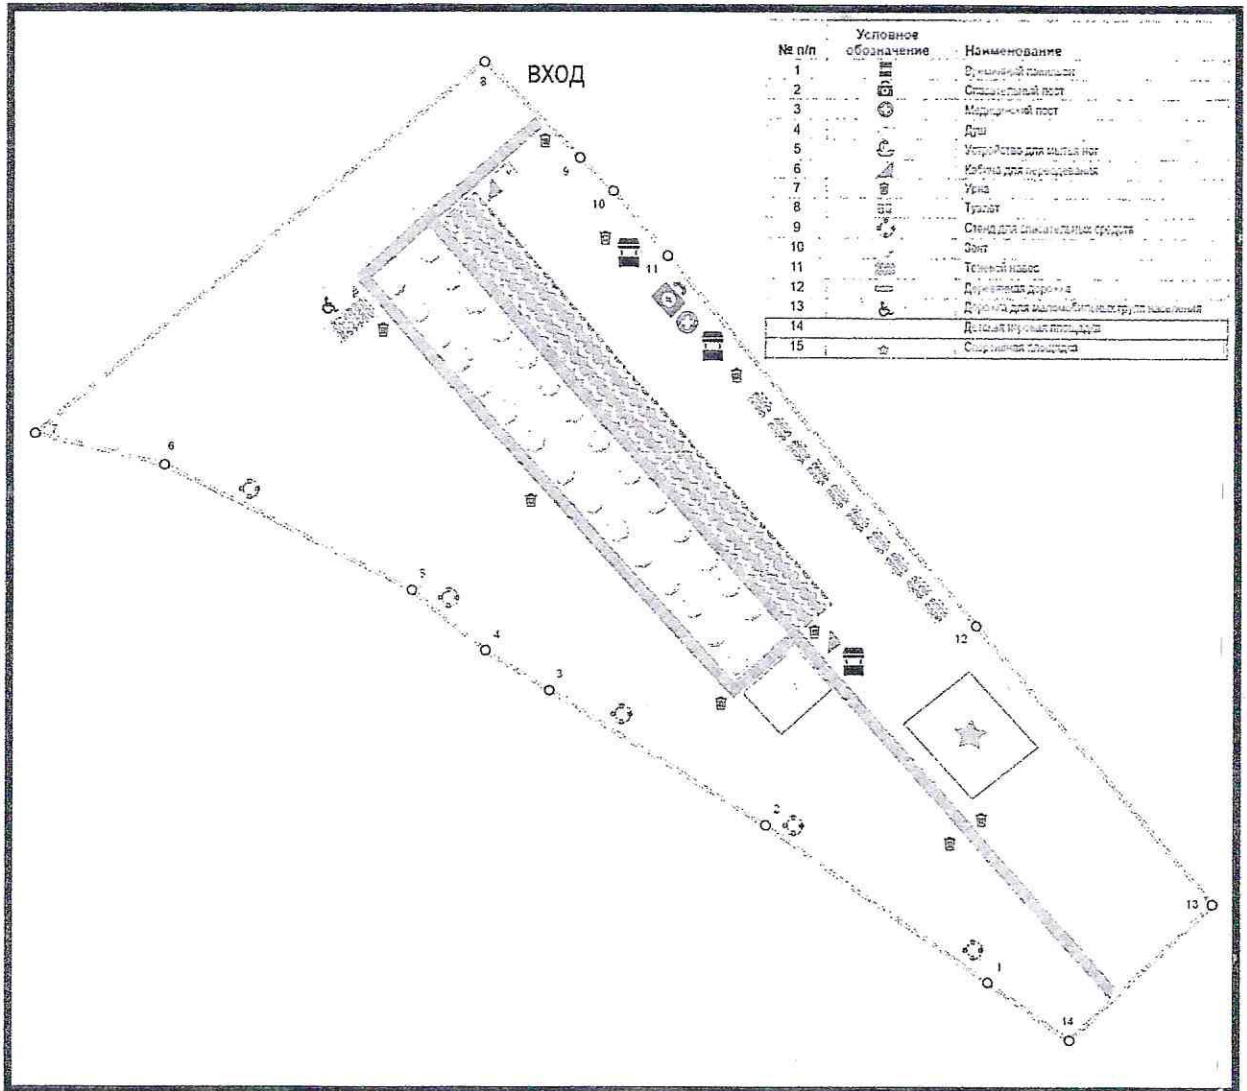 ВХОД
№ п/п
Условное
обозначение
Наименование
1 Временный павильон
2 Спасательный пост
3 Медицинский пост
4 Душ
5 Устройство для мытья ног
6 Кабина для переодевания
7 Урна
8 Туалет
9 Стенд для спасательных средств
10 Зонт
11 Теневой навес
12 Деревянная дорожка
13 Дорожка для маломобильных групп населения
14 Детская игровая площадка
15 Спортивная площадка
8
9
10
11
6
5
4
3
12
2
13
1
14